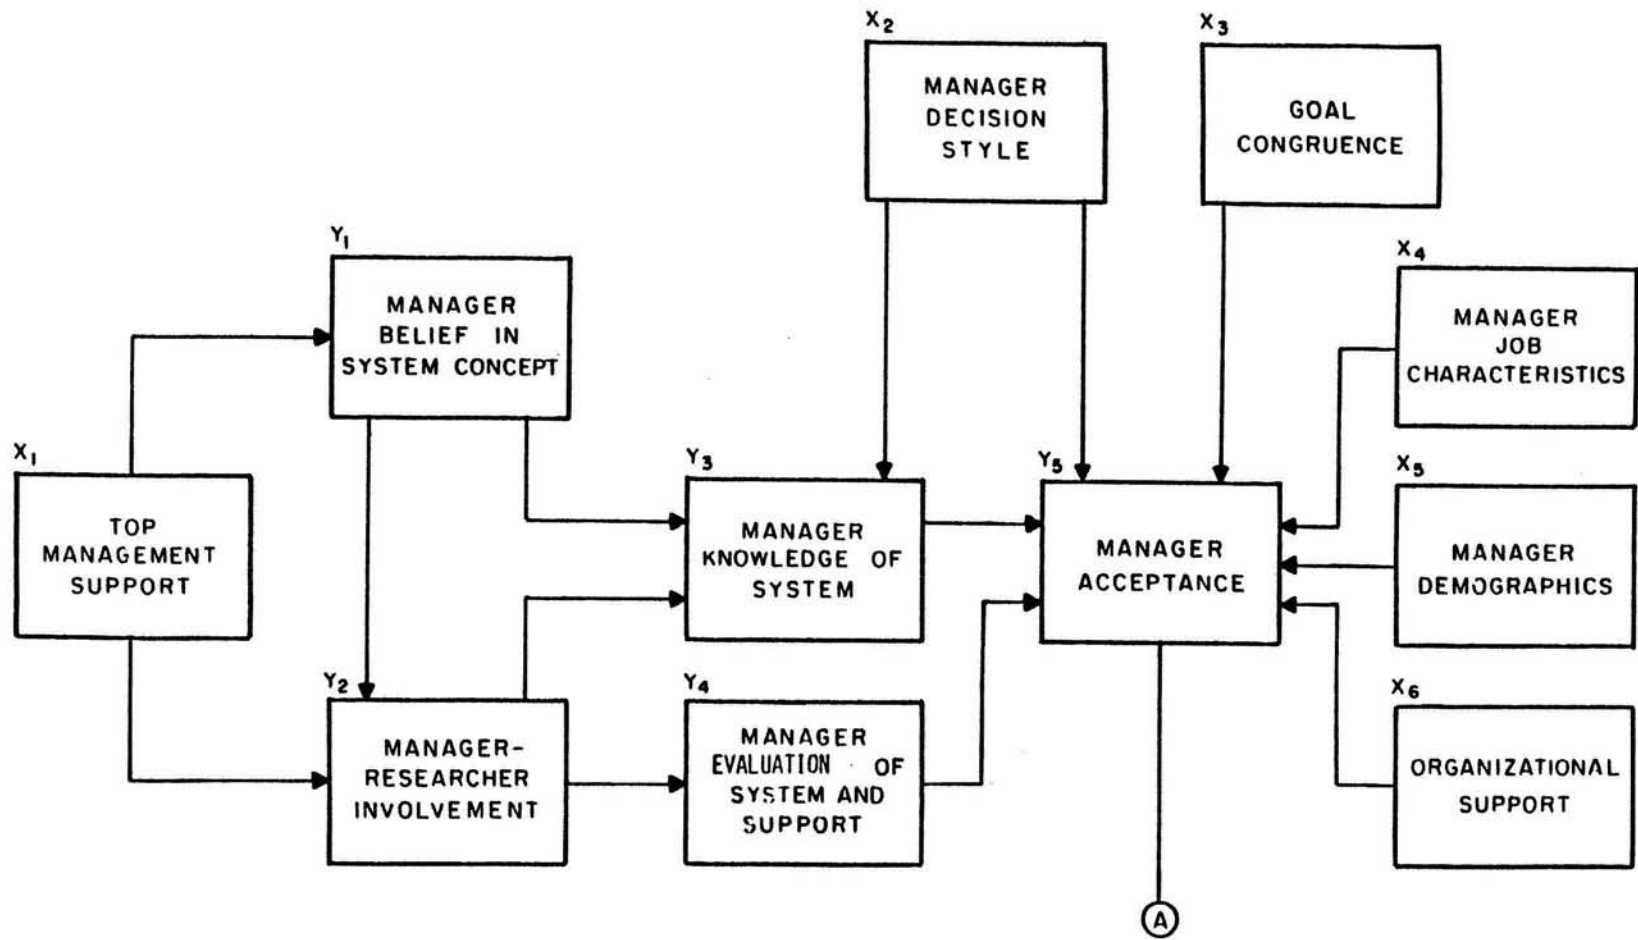 X2
MANAGER
DECISION
STYLE
X3
GOAL
CONGRUENCE
Y1
MANAGER
BELIEF IN
SYSTEM CONCEPT
X4
MANAGER
JOB
CHARACTERISTICS
X1
TOP
MANAGEMENT
SUPPORT
Y3
MANAGER
KNOWLEDGE OF
SYSTEM
Y5
MANAGER
ACCEPTANCE
X5
MANAGER
DEMOGRAPHICS
Y2
MANAGER-
RESEARCHER
INVOLVEMENT
Y4
MANAGER
EVALUATION OF
SYSTEM AND
SUPPORT
X6
ORGANIZATIONAL
SUPPORT
A